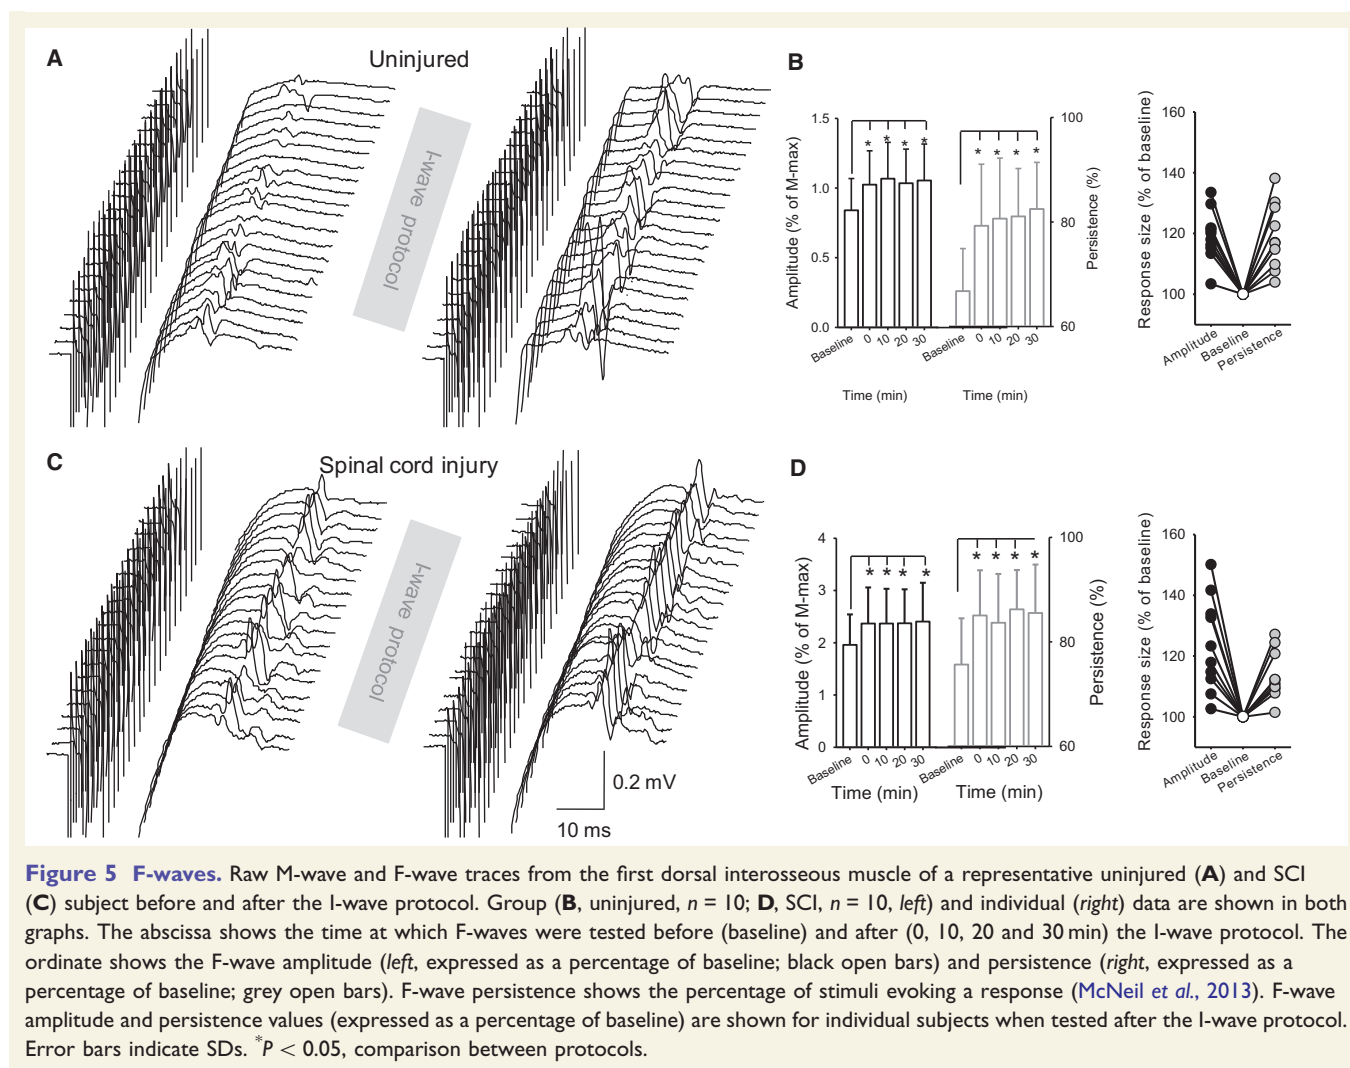 A
Uninjured
I-wave protocol
B
1.5
1.0
0.5
0.0
Amplitude (% of M-max)
* * * *
* * * *
100
80
60
Persistence (%)
Baseline 0 10 20 30
Baseline 0 10 20 30
Time (min)
Time (min)
160
140
120
100
Response size (% of baseline)
Amplitude
Baseline
Persistence
C
Spinal cord injury
I-wave protocol
0.2 mV
10 ms
D
4
3
2
1
0
Amplitude (% of M-max)
* * * *
* * * *
100
80
60
Persistence (%)
Baseline 0 10 20 30
Baseline 0 10 20 30
Time (min)
Time (min)
160
140
120
100
Response size (% of baseline)
Amplitude
Baseline
Persistence
Figure 5 F-waves. Raw M-wave and F-wave traces from the first dorsal interosseous muscle of a representative uninjured (A) and SCI
(C) subject before and after the I-wave protocol. Group (B, uninjured, n = 10; D, SCI, n = 10, left) and individual (right) data are shown in both
graphs. The abscissa shows the time at which F-waves were tested before (baseline) and after (0, 10, 20 and 30 min) the I-wave protocol. The
ordinate shows the F-wave amplitude (left, expressed as a percentage of baseline; black open bars) and persistence (right, expressed as a
percentage of baseline; grey open bars). F-wave persistence shows the percentage of stimuli evoking a response (McNeil et al., 2013). F-wave
amplitude and persistence values (expressed as a percentage of baseline) are shown for individual subjects when tested after the I-wave protocol.
Error bars indicate SDs. *P < 0.05, comparison between protocols.